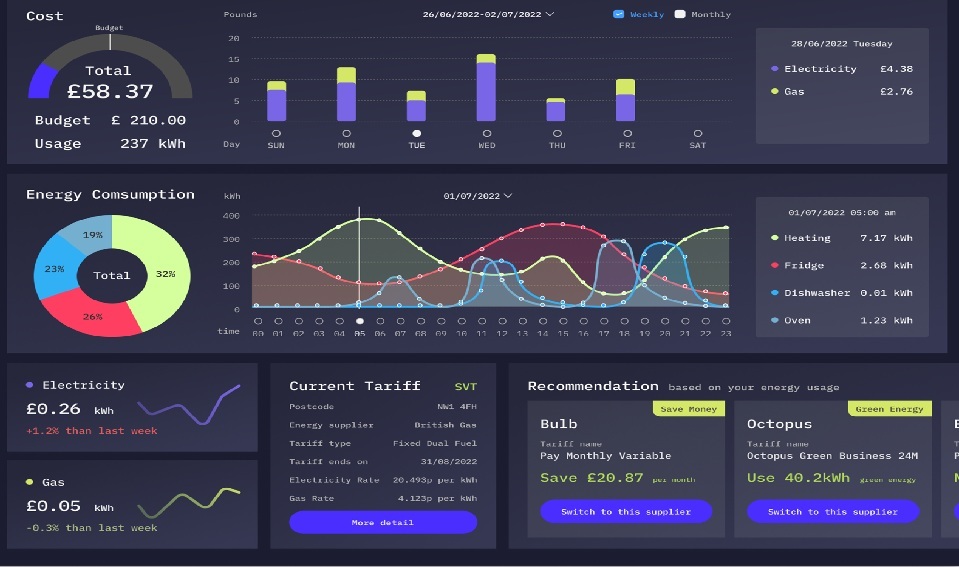 Cost
Budget
Total
£58.37
Budget £ 210.00
Usage 237 kWh
Pounds
26/06/2022-02/07/2022
Weekly
Monthly
20
15
10
5
0
Day SUN MON TUE WED THU FRI SAT
28/06/2022 Tuesday
Electricity £4.38
Gas £2.76
Energy Comsumption
19%
23%
Total
32%
26%
kWh
01/07/2022
400
300
200
100
0
time 00 01 02 03 04 05 06 07 08 09 10 11 12 13 14 15 16 17 18 19 20 21 22 23
01/07/2022 05:00 am
Heating 7.17 kWh
Fridge 2.68 kWh
Dishwasher 0.01 kWh
Oven 1.23 kWh
Electricity
£0.26 kWh
+1.2% than last week
Gas
£0.05 kWh
-0.3% than last week
Current Tariff SVT
Postcode NW1 4FH
Energy supplier British Gas
Tariff type Fixed Dual Fuel
Tariff ends on 31/08/2022
Electricity Rate 20.493p per kWh
Gas Rate 4.123p per kWh
More detail
Recommendation based on your energy usage
Save Money
Bulb
Tariff name
Pay Monthly Variable
Save £20.87 per month
Switch to this supplier
Green Energy
Octopus
Tariff name
Octopus Green Business 24M
Use 40.2kWh green energy
Switch to this supplier